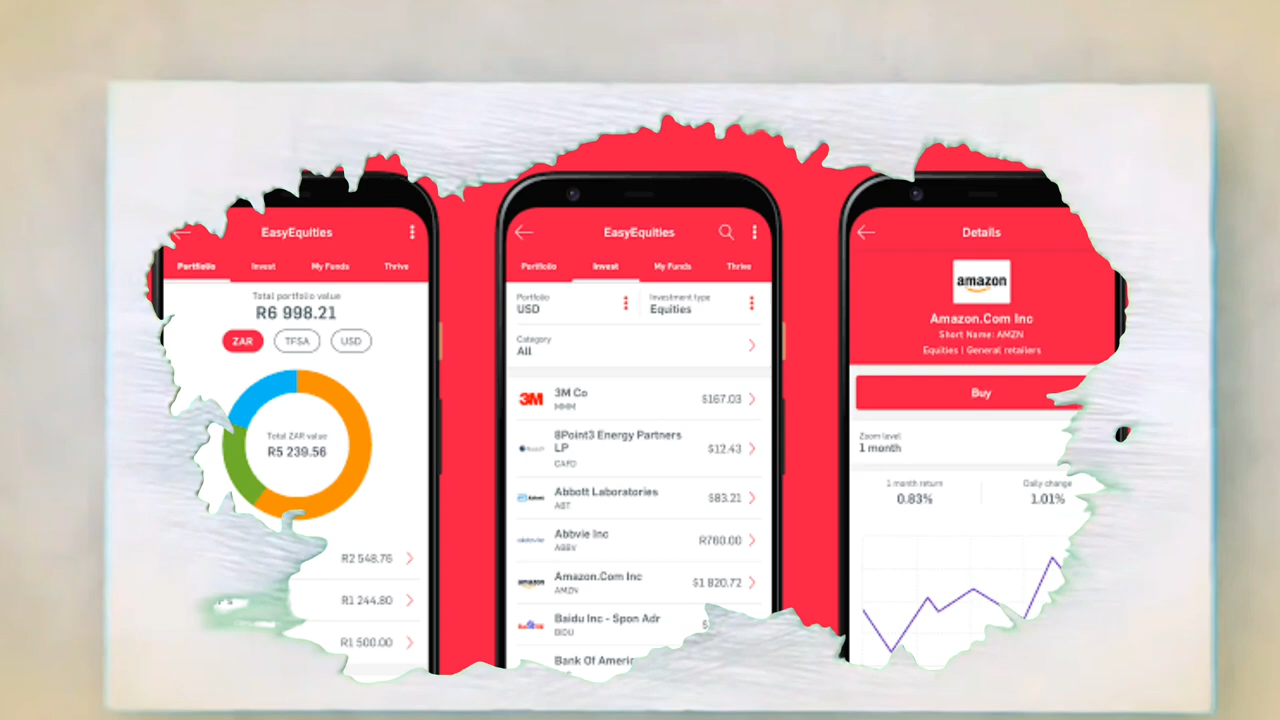 EasyEquities
Portfolio Invest My Funds Thrive
Total portfolio value
R6 998.21
ZAR TFSA USD
Total ZAR value
R5 239.56
R2 548.76
R1 244.80
R1 500.00
EasyEquities
Portfolio Invest My Funds Thrive
Portfolio
USD
Investment type
Equities
Category
All
3M
3M Co
MMM
$167.03
8Point3 Energy Partners
LP
CAFD
$12.43
Abbott Laboratories
ABT
$83.21
abbvie
Abbvie Inc
ABBV
R760.00
amazon
Amazon.Com Inc
AMZN
$1 820.72
Baidu Inc - Spon Adr
BIDU
$
Bank Of Americ
Details
amazon
Amazon.Com Inc
Short Name: AMZN
Equities | General retailers
Buy
Zoom level
1 month
1 month return
0.83%
Daily change
1.01%